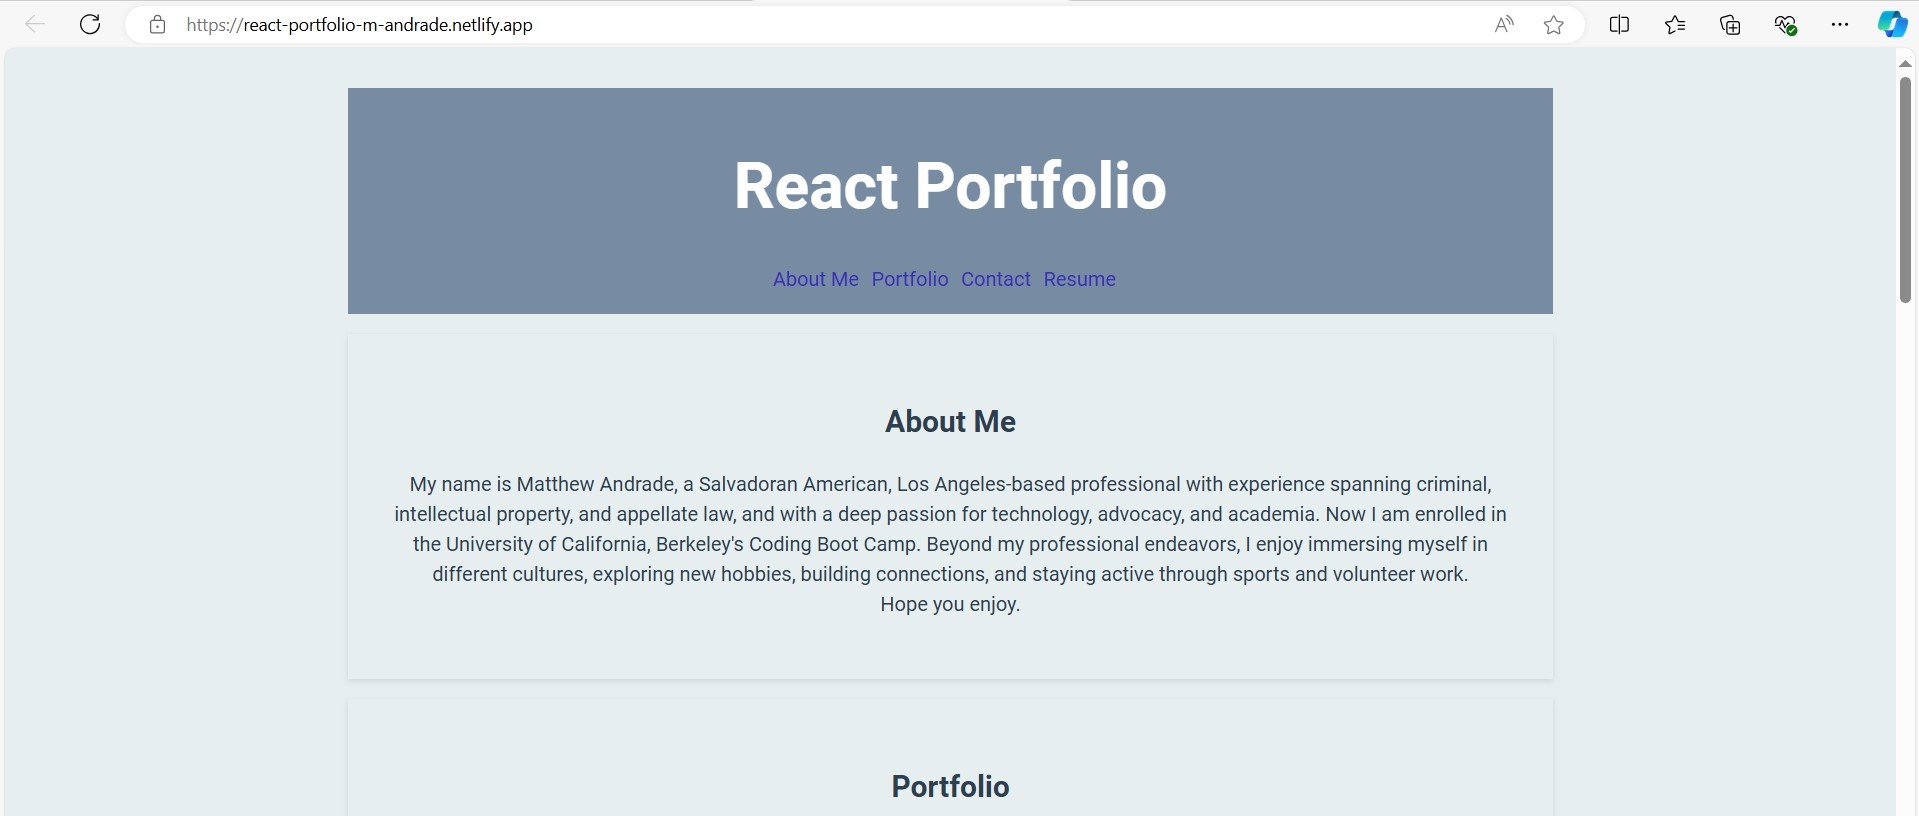 https://react-portfolio-m-andrade.netlify.app
React Portfolio
About Me Portfolio Contact Resume
About Me
My name is Matthew Andrade, a Salvadoran American, Los Angeles-based professional with experience spanning criminal,
intellectual property, and appellate law, and with a deep passion for technology, advocacy, and academia. Now I am enrolled in
the University of California, Berkeley's Coding Boot Camp. Beyond my professional endeavors, I enjoy immersing myself in
different cultures, exploring new hobbies, building connections, and staying active through sports and volunteer work.
Hope you enjoy.
Portfolio